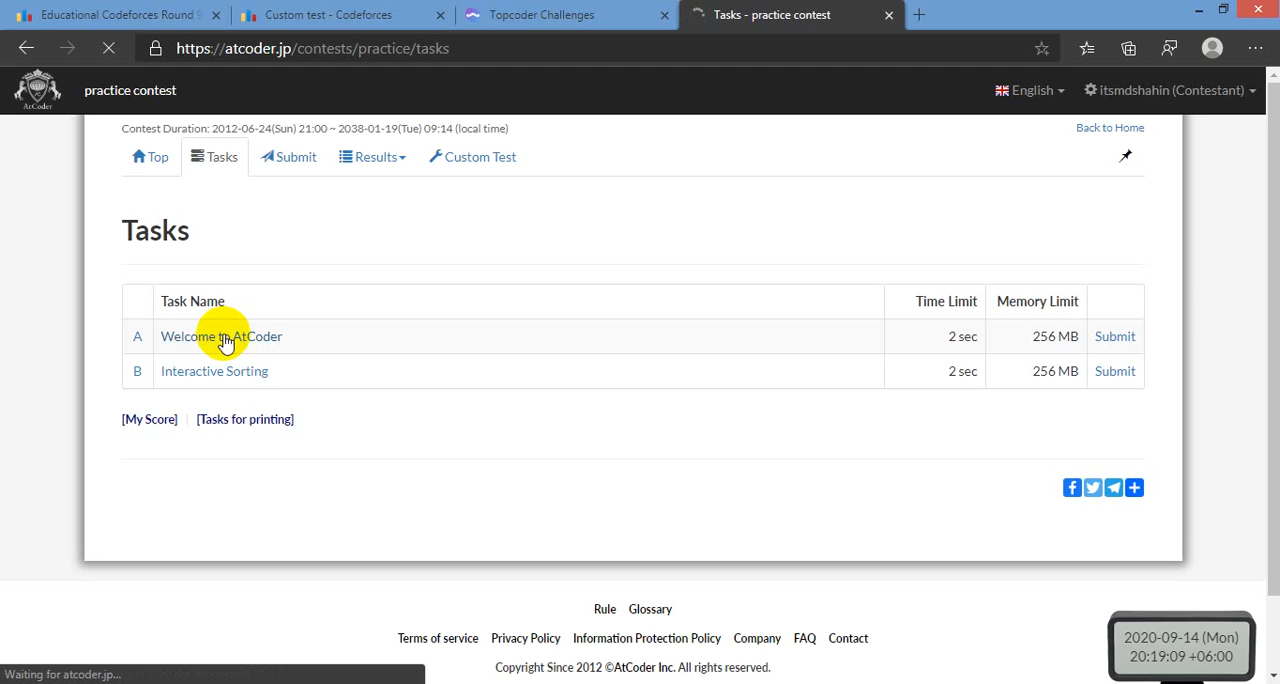 Educational Codeforces Round 9
Custom test - Codeforces
Topcoder Challenges
Tasks - practice contest
https://atcoder.jp/contests/practice/tasks
AtCoder
practice contest
English
itsmdshahin (Contestant)
Contest Duration: 2012-06-24(Sun) 21:00 ~ 2038-01-19(Tue) 09:14 (local time)
Back to Home
Top
Tasks
Submit
Results
Custom Test
Tasks
Task Name
Time Limit
Memory Limit
A
Welcome to AtCoder
2 sec
256 MB
Submit
B
Interactive Sorting
2 sec
256 MB
Submit
[My Score]
[Tasks for printing]
Rule
Glossary
Terms of service
Privacy Policy
Information Protection Policy
Company
FAQ
Contact
Copyright Since 2012 ©AtCoder Inc. All rights reserved.
2020-09-14 (Mon)
20:19:09 +06:00
Waiting for atcoder.jp...